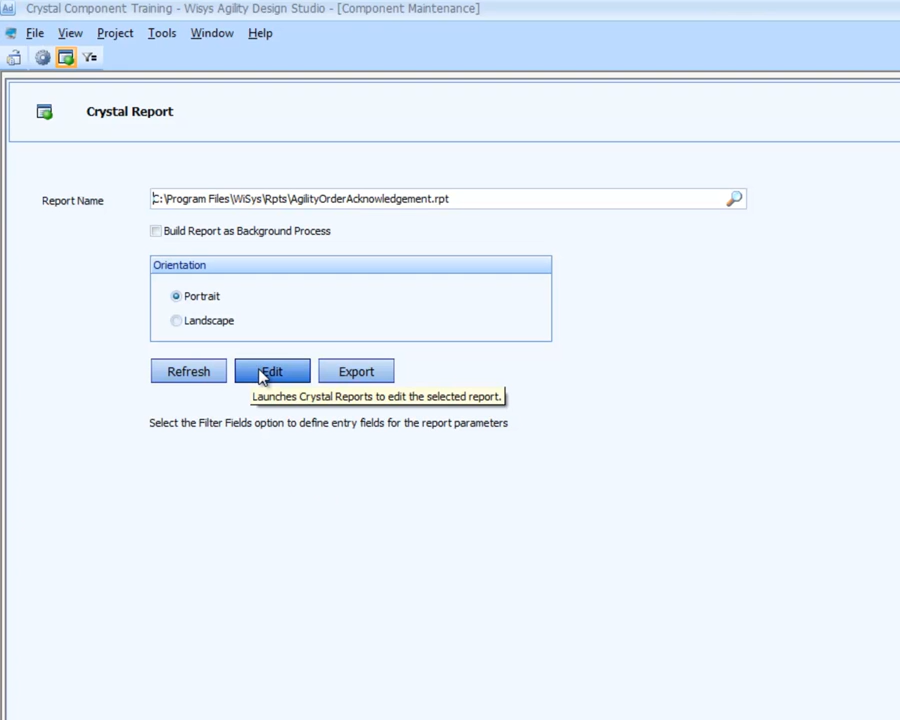 Ad Crystal Component Training - Wisys Agility Design Studio - [Component Maintenance]
File View Project Tools Window Help
Crystal Report
Report Name C:\Program Files\WiSys\Rpts\AgilityOrderAcknowledgement.rpt
Build Report as Background Process
Orientation
Portrait
Landscape
Refresh Edit Export
Launches Crystal Reports to edit the selected report.
Select the Filter Fields option to define entry fields for the report parameters